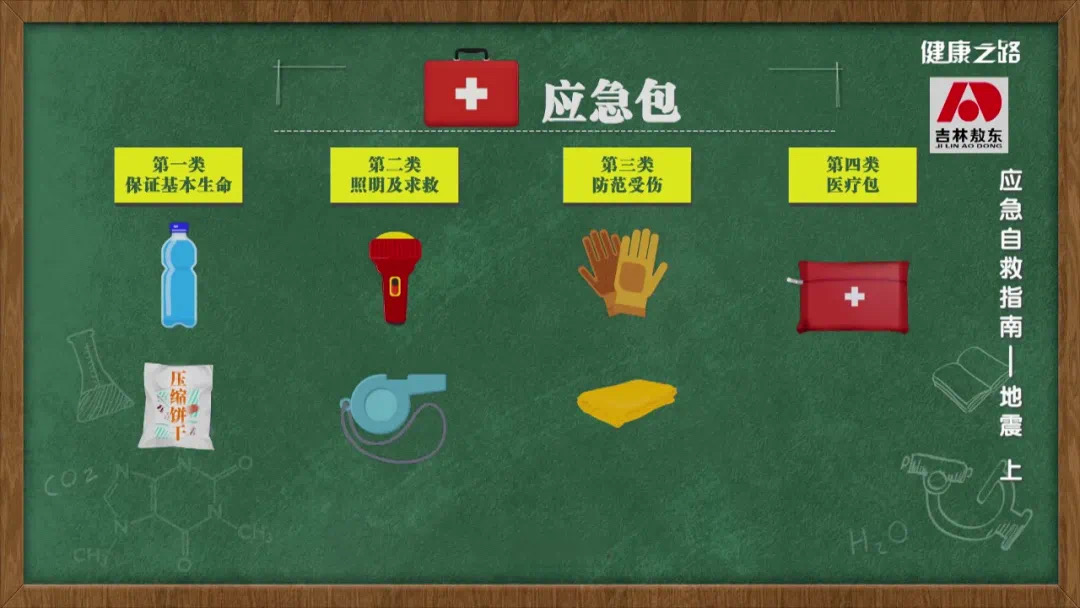 健康之路
应急包
吉林敖东
JI LIN AO DONG
第一类
保证基本生命
第二类
照明及求救
第三类
防范受伤
第四类
医疗包
压缩饼干
应急自救指南—地震 上
CO2
N
N
O
N
N
CH3
CH3
O
H2O